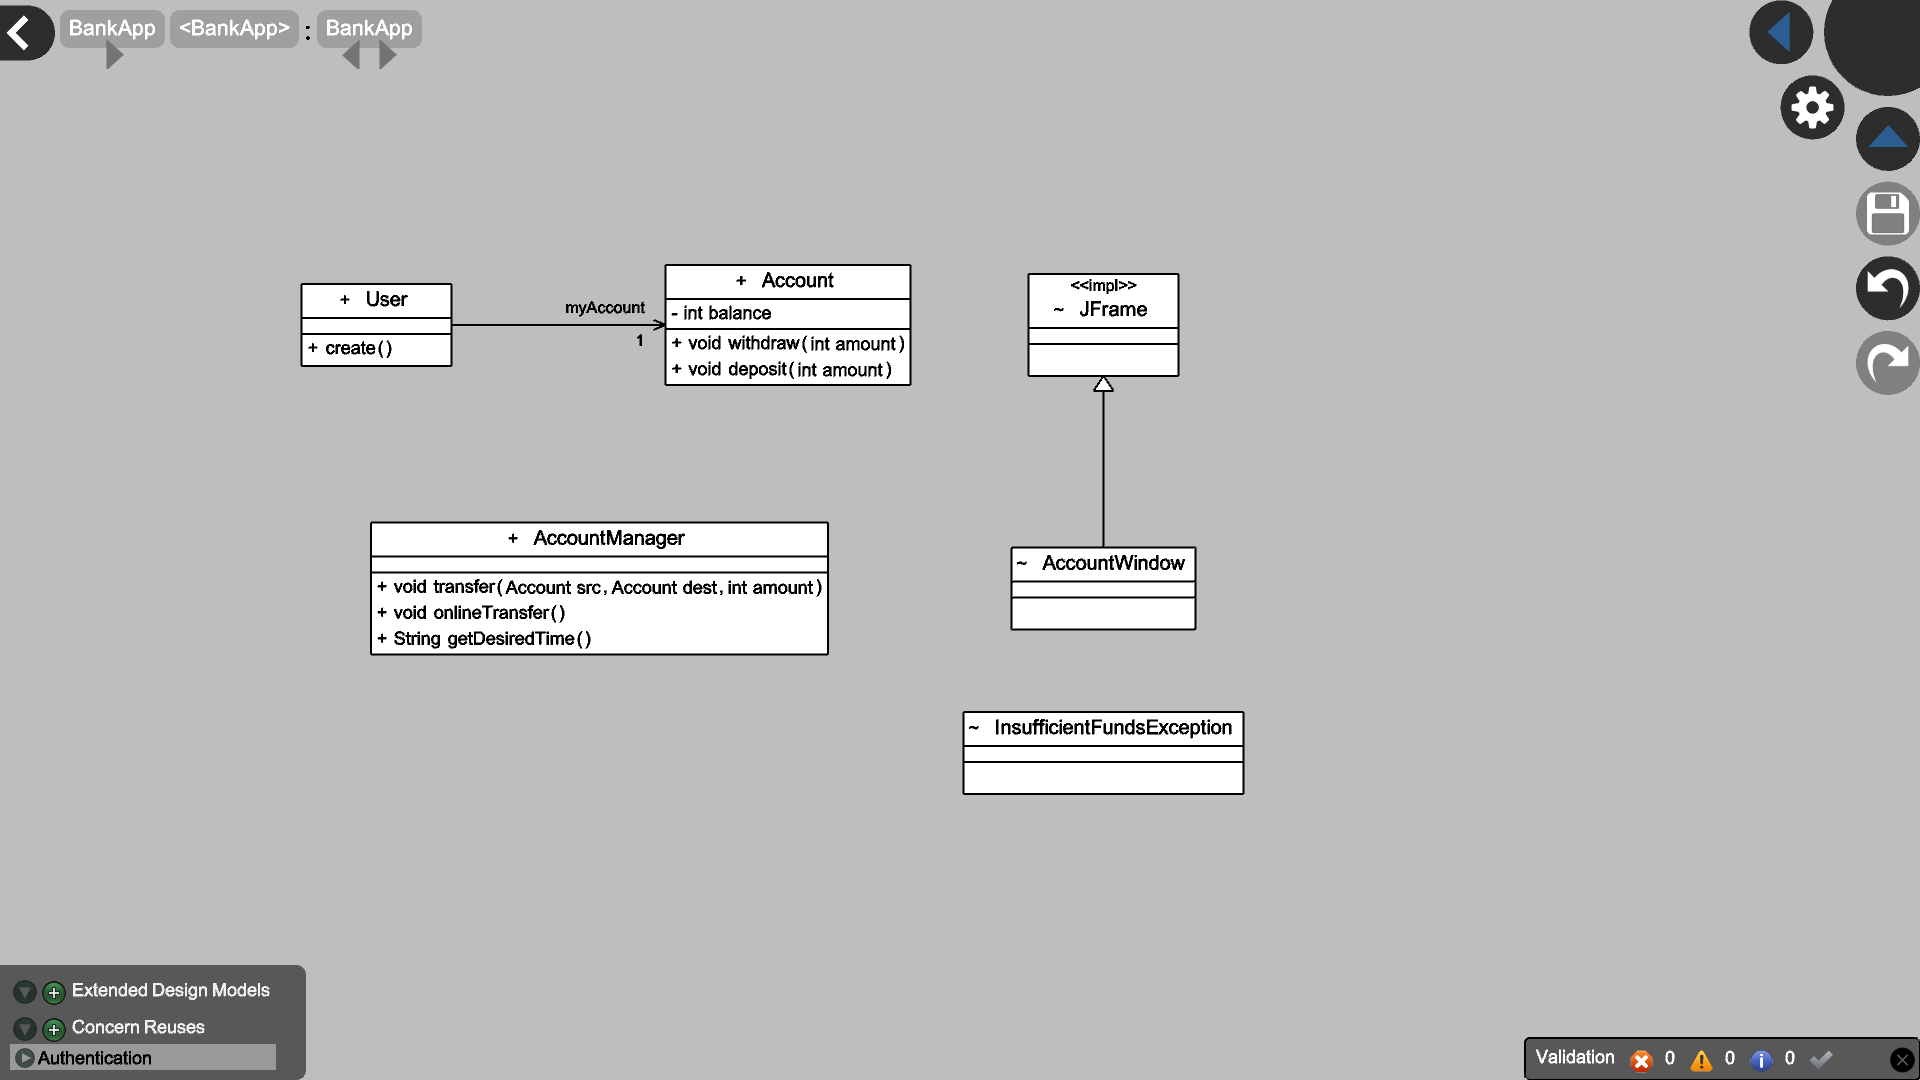 BankApp <BankApp> : BankApp
+ User
+ create()
myAccount
1
+ Account
- int balance
+ void withdraw(int amount)
+ void deposit(int amount)
<<impl>>
~ JFrame
+ AccountManager
+ void transfer(Account src, Account dest, int amount)
+ void onlineTransfer()
+ String getDesiredTime()
~ AccountWindow
~ InsufficientFundsException
Extended Design Models
Concern Reuses
Authentication
Validation 0 0 0